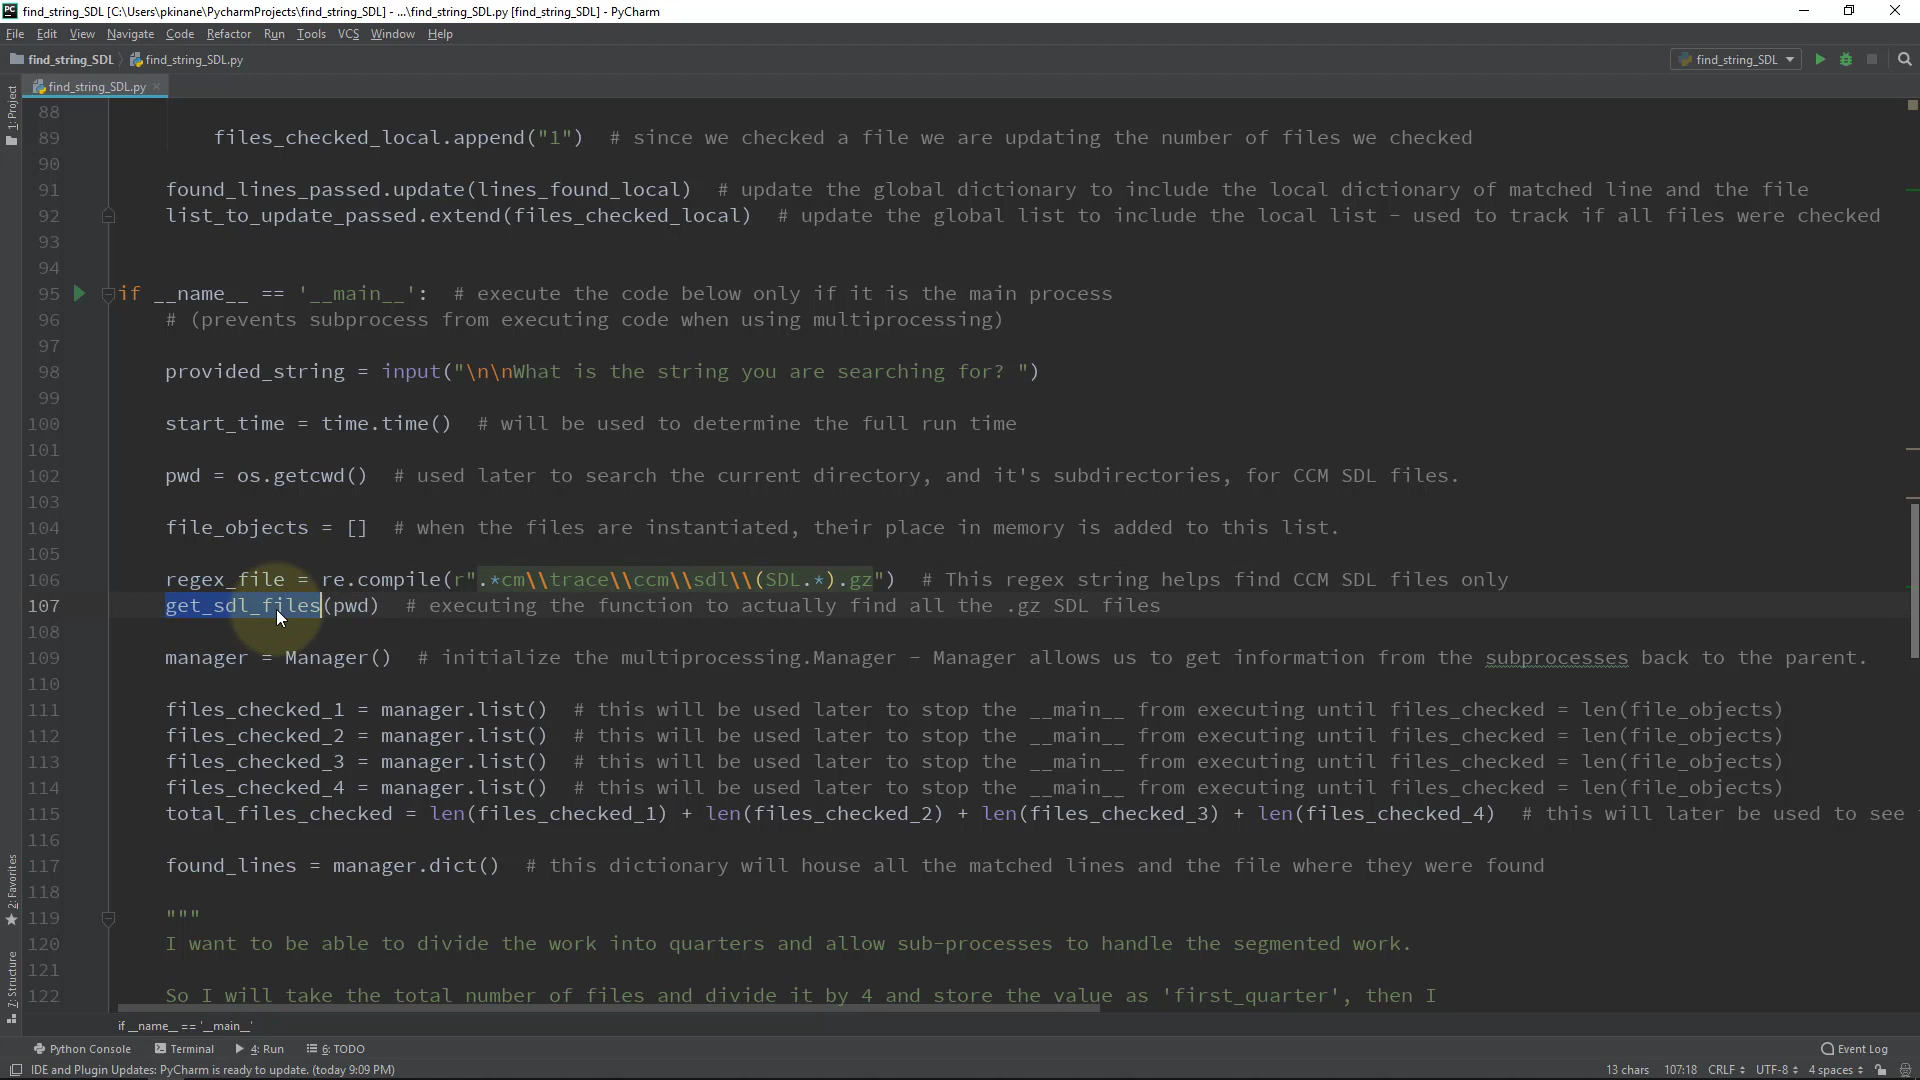 find_string_SDL [C:\Users\pkinane\PycharmProjects\find_string_SDL] - ...\find_string_SDL.py [find_string_SDL] - PyCharm
File Edit View Navigate Code Refactor Run Tools VCS Window Help
find_string_SDL find_string_SDL.py find_string_SDL
find_string_SDL.py
1: Project
88
89 files_checked_local.append("1")  # since we checked a file we are updating the number of files we checked
90
91 found_lines_passed.update(lines_found_local)  # update the global dictionary to include the local dictionary of matched line and the file
92 list_to_update_passed.extend(files_checked_local)  # update the global list to include the local list - used to track if all files were checked
93
94
95 if __name__ == '__main__':  # execute the code below only if it is the main process
96 # (prevents subprocess from executing code when using multiprocessing)
97
98 provided_string = input("\n\nWhat is the string you are searching for? ")
99
100 start_time = time.time()  # will be used to determine the full run time
101
102 pwd = os.getcwd()  # used later to search the current directory, and it's subdirectories, for CCM SDL files.
103
104 file_objects = []  # when the files are instantiated, their place in memory is added to this list.
105
106 regex_file = re.compile(r".*cm\\trace\\ccm\\sdl\\(SDL.*).gz")  # This regex string helps find CCM SDL files only
107 get_sdl_files(pwd)  # executing the function to actually find all the .gz SDL files
108
109 manager = Manager()  # initialize the multiprocessing.Manager - Manager allows us to get information from the subprocesses back to the parent.
110
111 files_checked_1 = manager.list()  # this will be used later to stop the __main__ from executing until files_checked = len(file_objects)
112 files_checked_2 = manager.list()  # this will be used later to stop the __main__ from executing until files_checked = len(file_objects)
113 files_checked_3 = manager.list()  # this will be used later to stop the __main__ from executing until files_checked = len(file_objects)
114 files_checked_4 = manager.list()  # this will be used later to stop the __main__ from executing until files_checked = len(file_objects)
115 total_files_checked = len(files_checked_1) + len(files_checked_2) + len(files_checked_3) + len(files_checked_4)  # this will later be used to see
116
117 found_lines = manager.dict()  # this dictionary will house all the matched lines and the file where they were found
118
119 """
120 I want to be able to divide the work into quarters and allow sub-processes to handle the segmented work.
121
122 So I will take the total number of files and divide it by 4 and store the value as 'first_quarter', then I
2: Favorites
7: Structure
if __name__ == '__main__'
Python Console Terminal 4: Run 6: TODO Event Log
IDE and Plugin Updates: PyCharm is ready to update. (today 9:09 PM) 13 chars 107:18 CRLF UTF-8 4 spaces